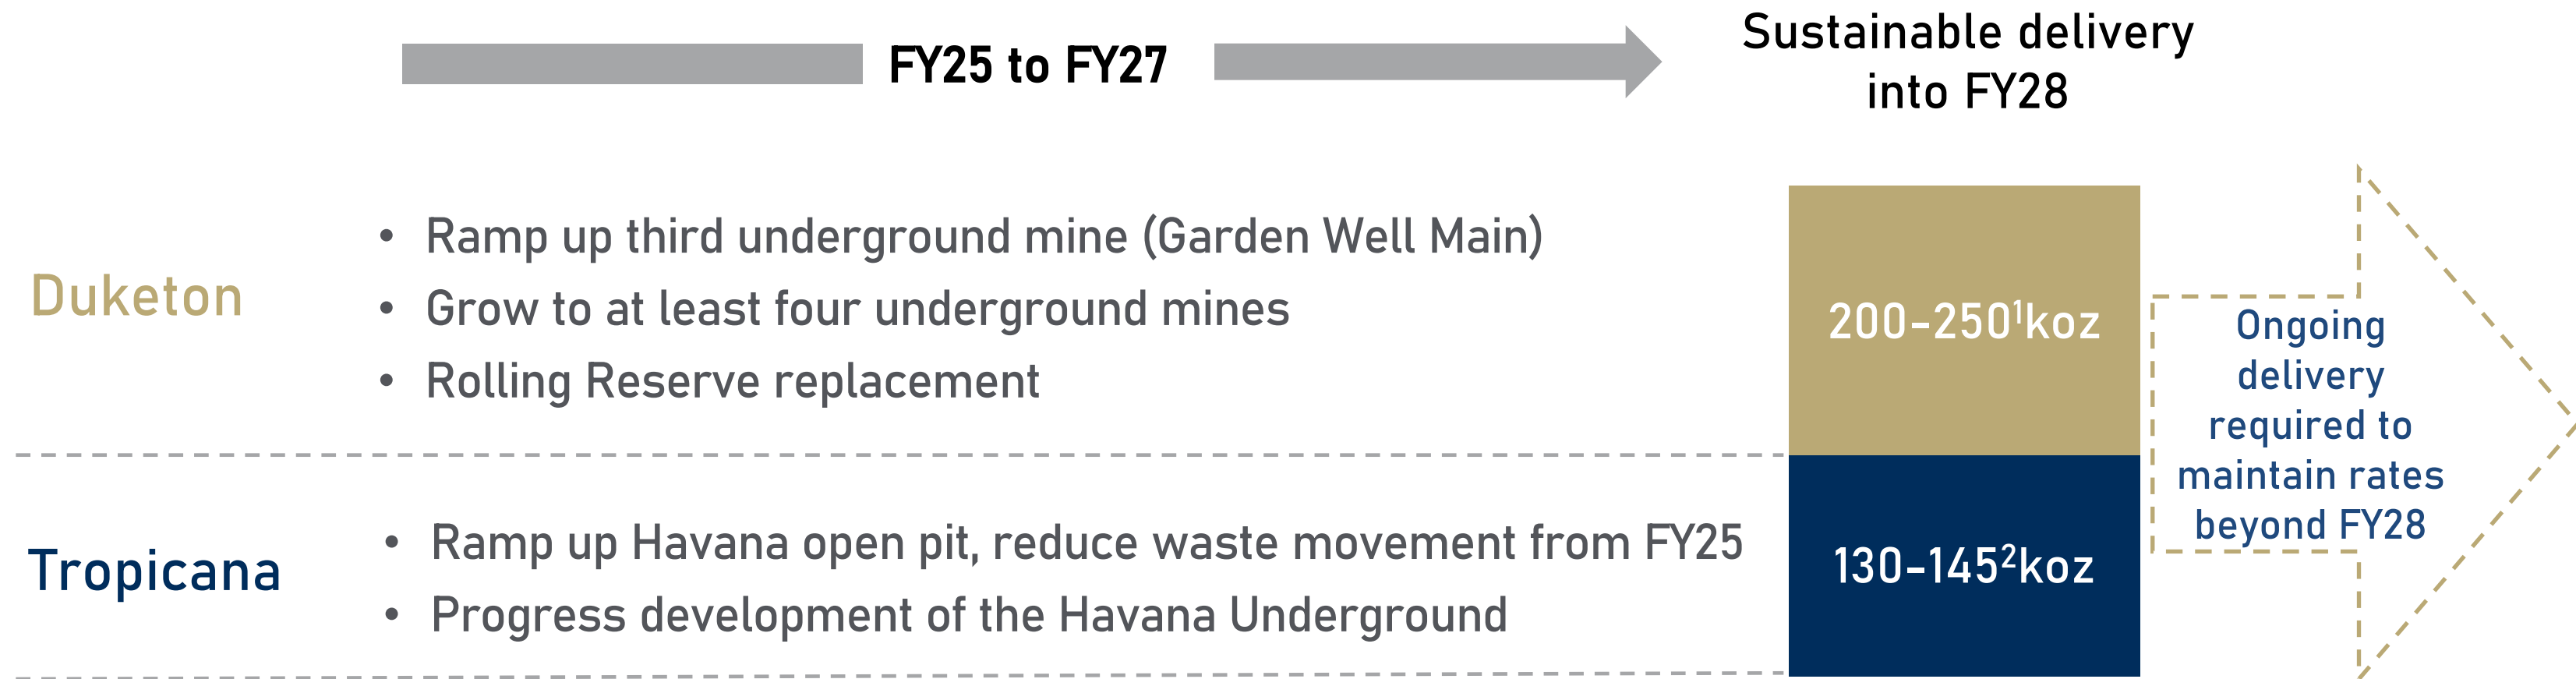 FY25 to FY27
Sustainable delivery
into FY28
Duketon
• Ramp up third underground mine (Garden Well Main)
• Grow to at least four underground mines
• Rolling Reserve replacement
200-250¹koz
Tropicana
• Ramp up Havana open pit, reduce waste movement from FY25
• Progress development of the Havana Underground
130-145²koz
Ongoing
delivery
required to
maintain rates
beyond FY28